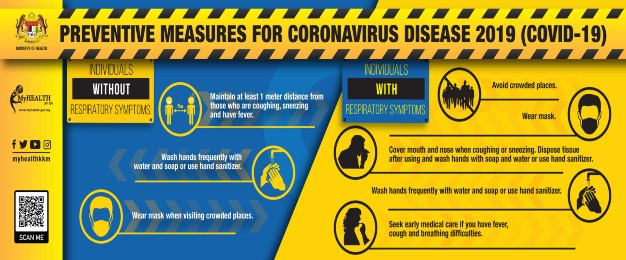 MINISTRY OF HEALTH
PREVENTIVE MEASURES FOR CORONAVIRUS DISEASE 2019 (COVID-19)
MyHEALTH
www.myhealth.gov.my
myhealthkkm
SCAN ME
INDIVIDUALS
WITHOUT
RESPIRATORY SYMPTOMS
1m
Maintain at least 1 meter distance from
those who are coughing, sneezing
and have fever.
Wash hands frequently with
water and soap or use hand sanitizer.
Wear mask when visiting crowded places.
INDIVIDUALS
WITH
RESPIRATORY SYMPTOMS
Avoid crowded places.
Wear mask.
Cover mouth and nose when coughing or sneezing. Dispose tissue
after using and wash hands with soap and water or use hand sanitizer.
Wash hands frequently with water and soap or use hand sanitizer.
Seek early medical care if you have fever,
cough and breathing difficulties.